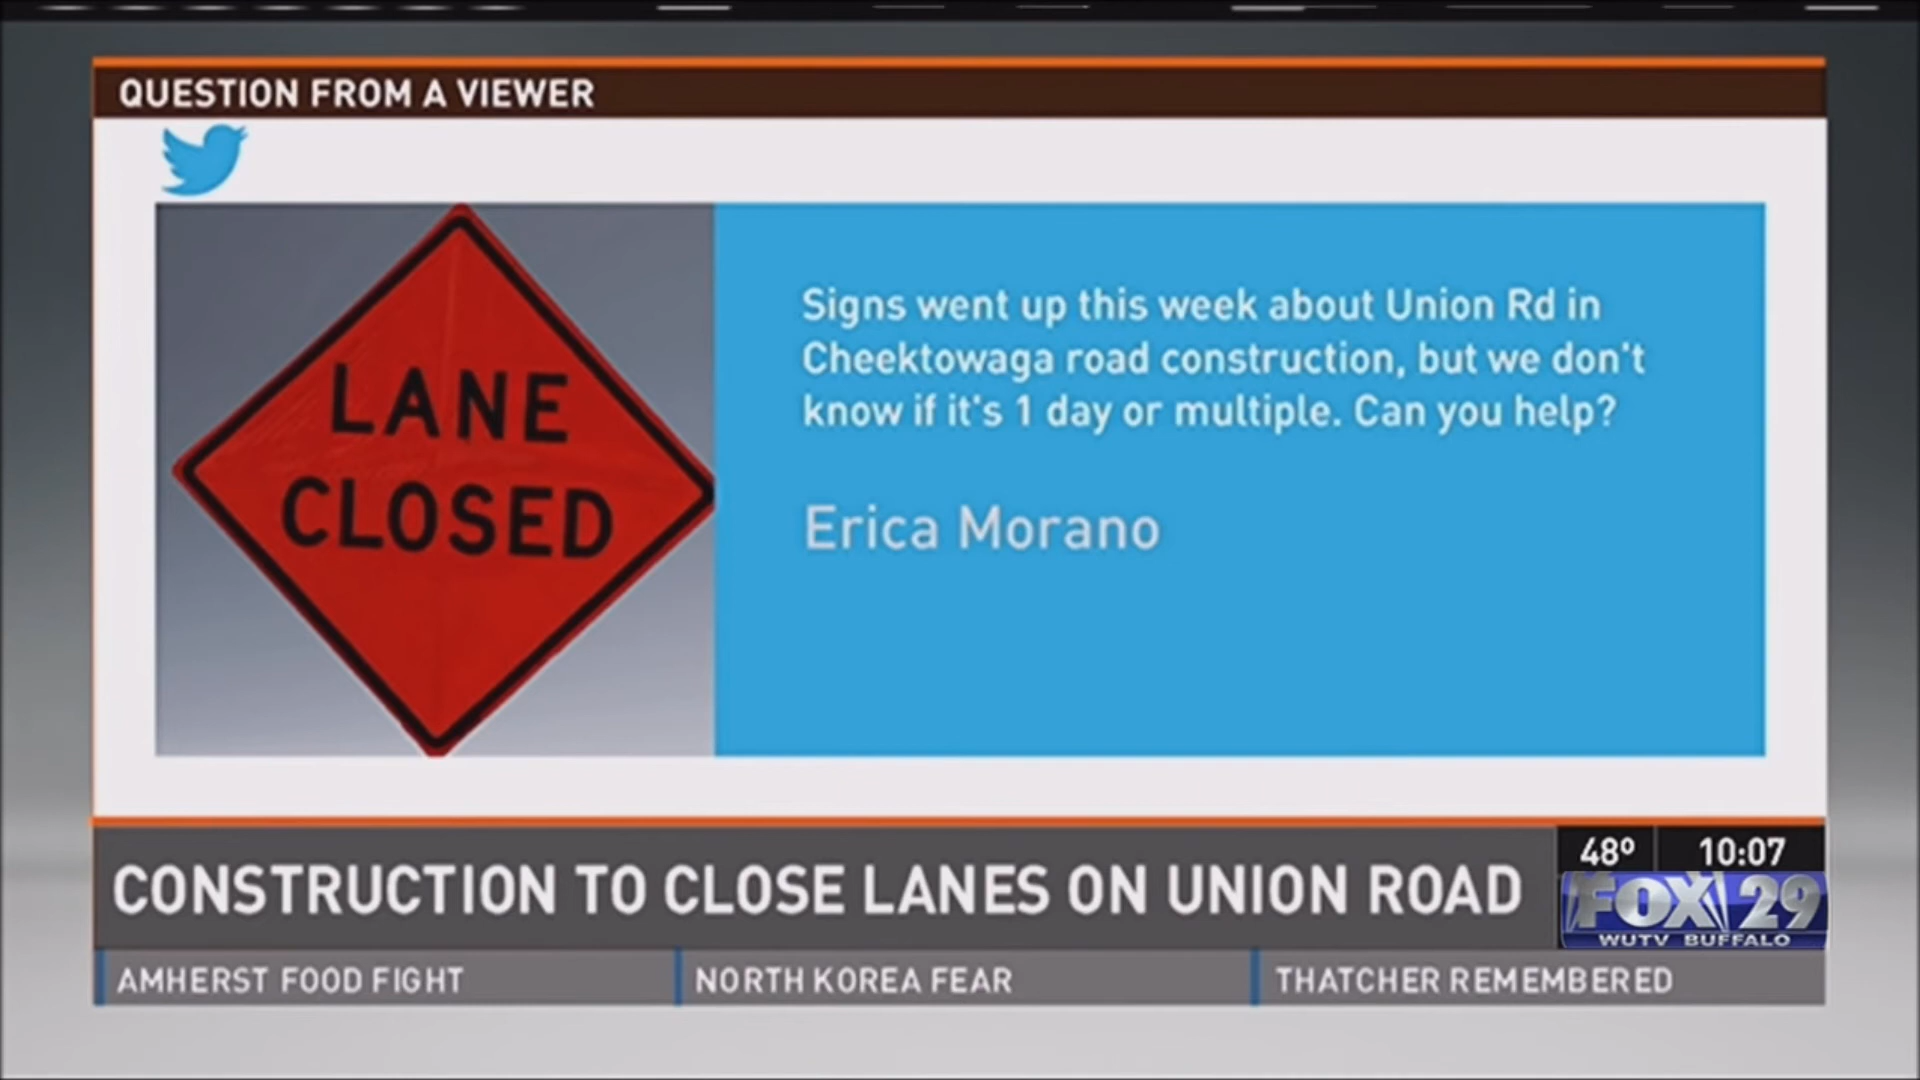 QUESTION FROM A VIEWER
LANE
CLOSED
Signs went up this week about Union Rd in
Cheektowaga road construction, but we don't
know if it's 1 day or multiple. Can you help?
Erica Morano
CONSTRUCTION TO CLOSE LANES ON UNION ROAD
48° 10:07
FOX 29
WUTV BUFFALO
AMHERST FOOD FIGHT
NORTH KOREA FEAR
THATCHER REMEMBERED